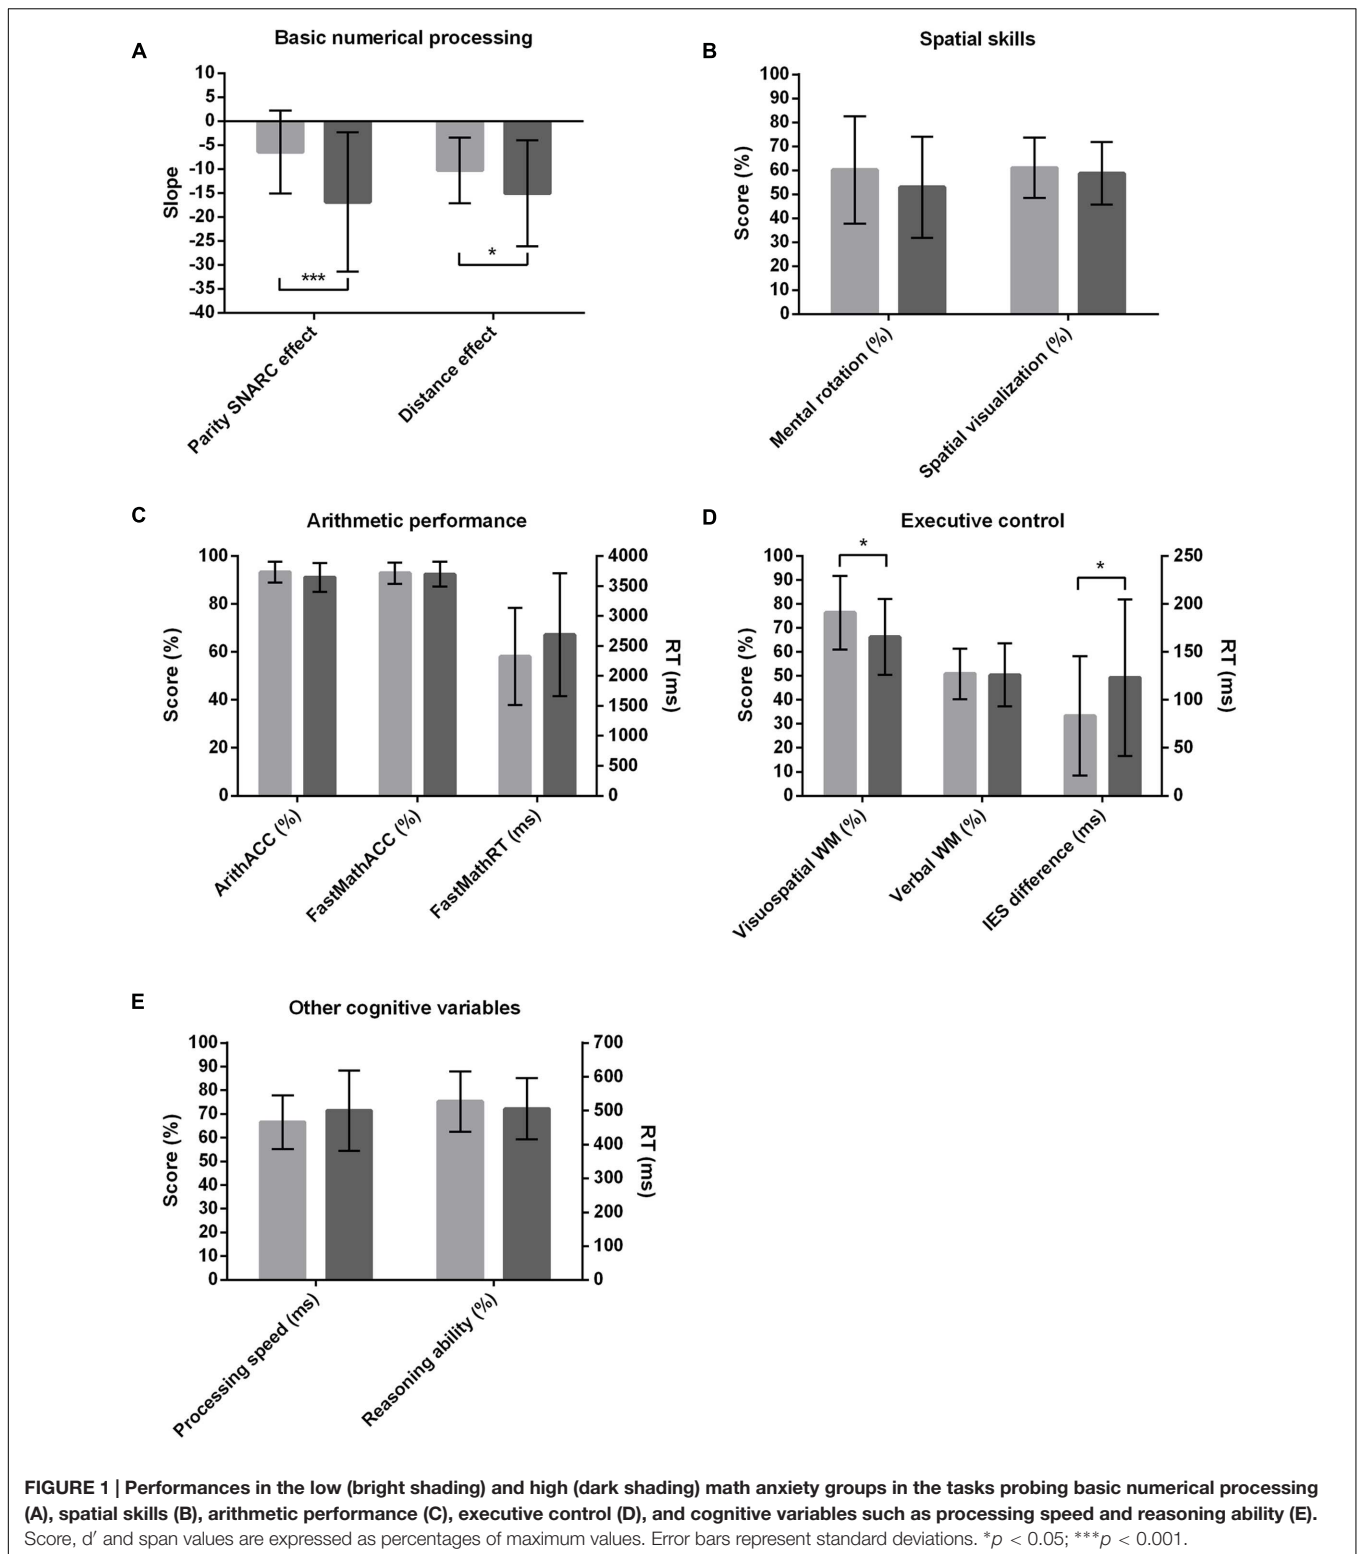 A
Basic numerical processing
Slope
10
5
0
-5
-10
-15
-20
-25
-30
-35
-40
***
*
Parity SNARC effect
Distance effect
B
Spatial skills
Score (%)
100
90
80
70
60
50
40
30
20
10
0
Mental rotation (%)
Spatial visualization (%)
C
Arithmetic performance
Score (%)
100
80
60
40
20
0
4000
3500
3000
2500
2000
1500
1000
500
0
RT (ms)
ArithACC (%)
FastMathACC (%)
FastMathRT (ms)
D
Executive control
Score (%)
100
90
80
70
60
50
40
30
20
10
0
*
*
250
200
150
100
50
0
RT (ms)
Visuospatial WM (%)
Verbal WM (%)
IES difference (ms)
E
Other cognitive variables
Score (%)
100
90
80
70
60
50
40
30
20
10
0
700
600
500
400
300
200
100
0
RT (ms)
Processing speed (ms)
Reasoning ability (%)
FIGURE 1 | Performances in the low (bright shading) and high (dark shading) math anxiety groups in the tasks probing basic numerical processing
(A), spatial skills (B), arithmetic performance (C), executive control (D), and cognitive variables such as processing speed and reasoning ability (E).
Score, d′ and span values are expressed as percentages of maximum values. Error bars represent standard deviations. *p < 0.05; ***p < 0.001.